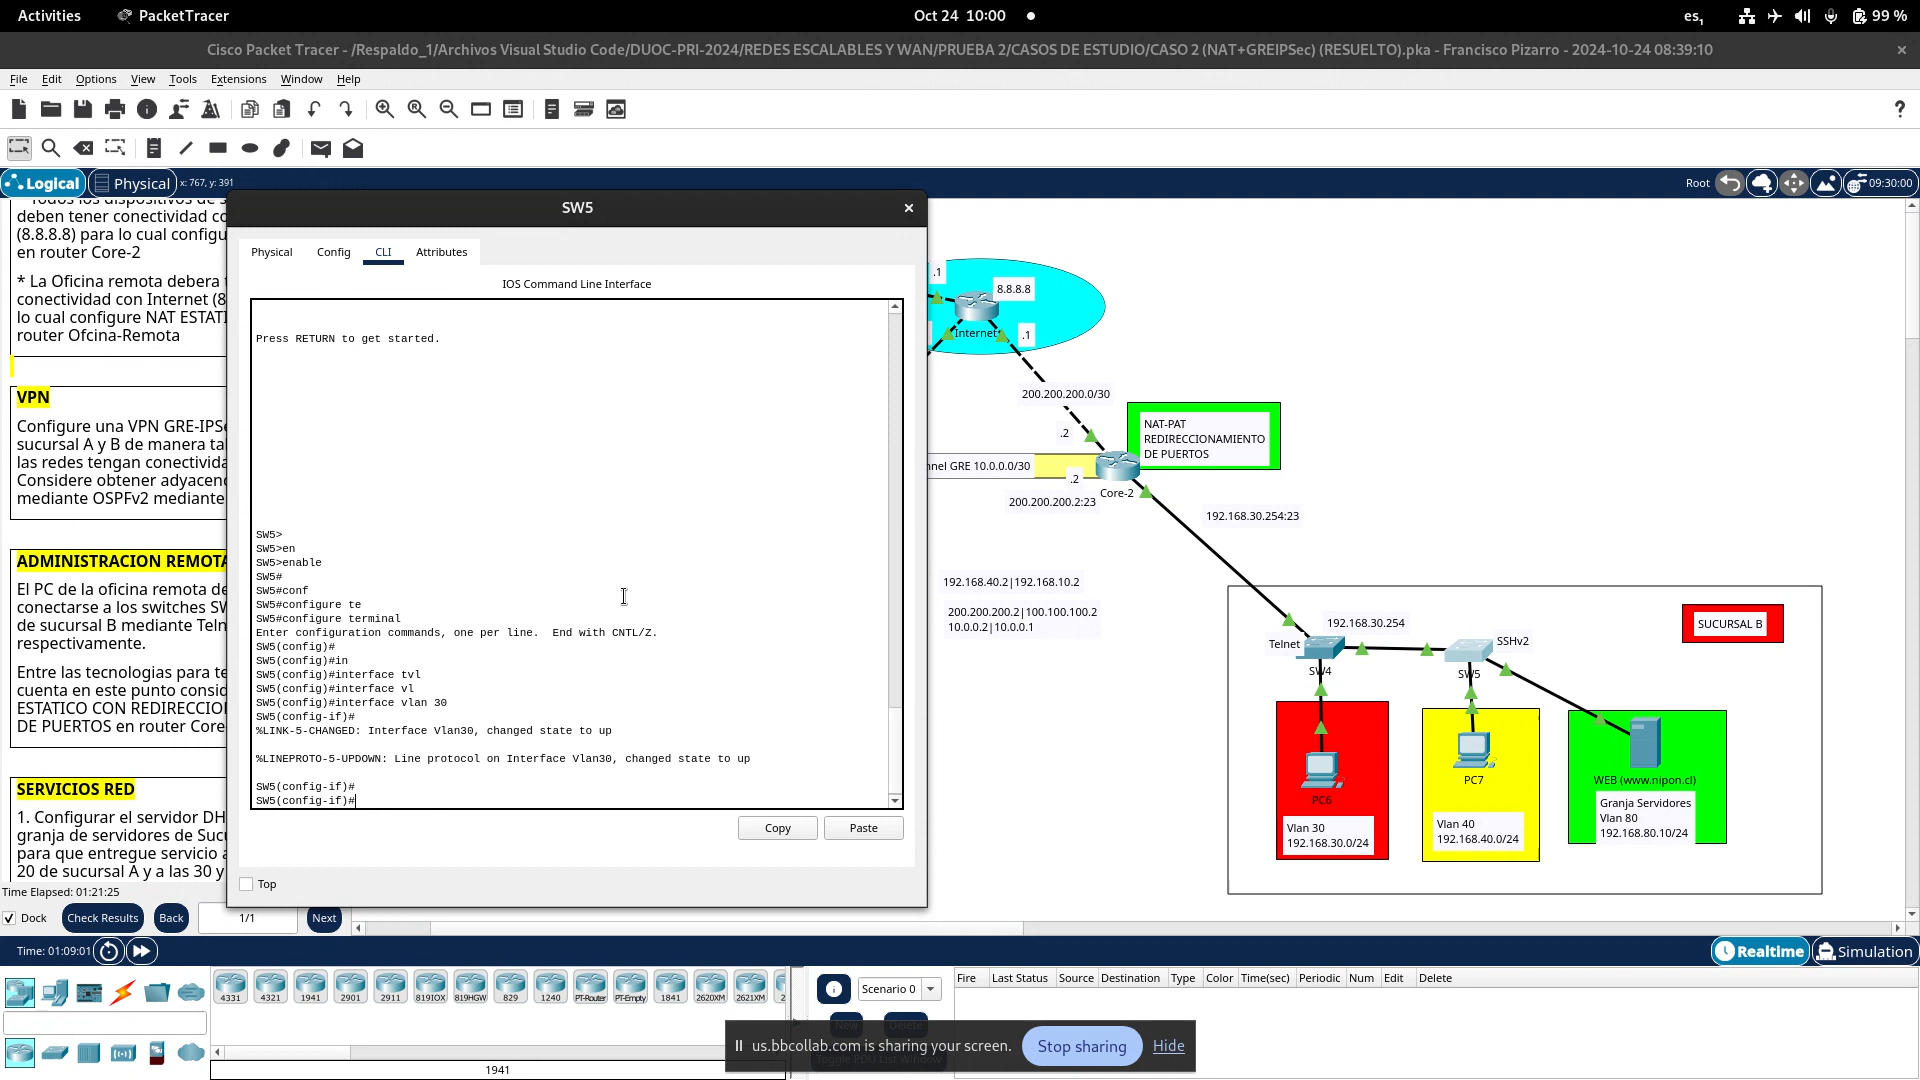 Activities
PacketTracer
Oct 24 10:00
es₁
99 %
Cisco Packet Tracer - /Respaldo_1/Archivos Visual Studio Code/DUOC-PRI-2024/REDES ESCALABLES Y WAN/PRUEBA 2/CASOS DE ESTUDIO/CASO 2 (NAT+GREIPSec) (RESUELTO).pka - Francisco Pizarro - 2024-10-24 08:39:10
File Edit Options View Tools Extensions Window Help
Logical
Physical
x: 767, y: 391
Root
09:30:00
deben tener conectividad
(8.8.8.8) para lo cual configu
en router Core-2
* La Oficina remota debera
conectividad con Internet (8
lo cual configure NAT ESTATI
router Ofcina-Remota
VPN
Configure una VPN GRE-IPSe
sucursal A y B de manera tal
las redes tengan conectivida
Considere obtener adyacenc
mediante OSPFv2 mediante
ADMINISTRACION REMOTA
El PC de la oficina remota de
conectarse a los switches SW
de sucursal B mediante Teln
respectivamente.
Entre las tecnologias para te
cuenta en este punto consid
ESTATICO CON REDIRECCIO
DE PUERTOS en router Core
SERVICIOS RED
1. Configurar el servidor DH
granja de servidores de Sucu
para que entregue servicio a
20 de sucursal A y a las 30 y
Time Elapsed: 01:21:25
Dock
Check Results
Back
1/1
Next
SW5
Physical
Config
CLI
Attributes
IOS Command Line Interface
Press RETURN to get started.
SW5>
SW5>en
SW5>enable
SW5#
SW5#conf
SW5#configure te
SW5#configure terminal
Enter configuration commands, one per line.  End with CNTL/Z.
SW5(config)#
SW5(config)#in
SW5(config)#interface tvl
SW5(config)#interface vl
SW5(config)#interface vlan 30
SW5(config-if)#
%LINK-5-CHANGED: Interface Vlan30, changed state to up
%LINEPROTO-5-UPDOWN: Line protocol on Interface Vlan30, changed state to up
SW5(config-if)#
SW5(config-if)#
Copy
Paste
Top
.1
8.8.8.8
Internet
.1
200.200.200.0/30
.2
NAT-PAT
REDIRECCIONAMIENTO
DE PUERTOS
nnel GRE 10.0.0.0/30
.2
Core-2
200.200.200.2:23
192.168.30.254:23
192.168.40.2|192.168.10.2
200.200.200.2|100.100.100.2
10.0.0.2|10.0.0.1
192.168.30.254
SUCURSAL B
Telnet
SW4
SSHv2
SW5
PC6
Vlan 30
192.168.30.0/24
PC7
Vlan 40
192.168.40.0/24
WEB (www.nipon.cl)
Granja Servidores
Vlan 80
192.168.80.10/24
Time: 01:09:01
Realtime
Simulation
4331
4321
1941
2901
2911
819IOX
819HGW
829
1240
PT-Router
PT-Empty
1841
2620XM
2621XM
2
1941
Scenario 0
New
Delete
Toggle PDU List Window
Fire
Last Status
Source
Destination
Type
Color
Time(sec)
Periodic
Num
Edit
Delete
us.bbcollab.com is sharing your screen.
Stop sharing
Hide